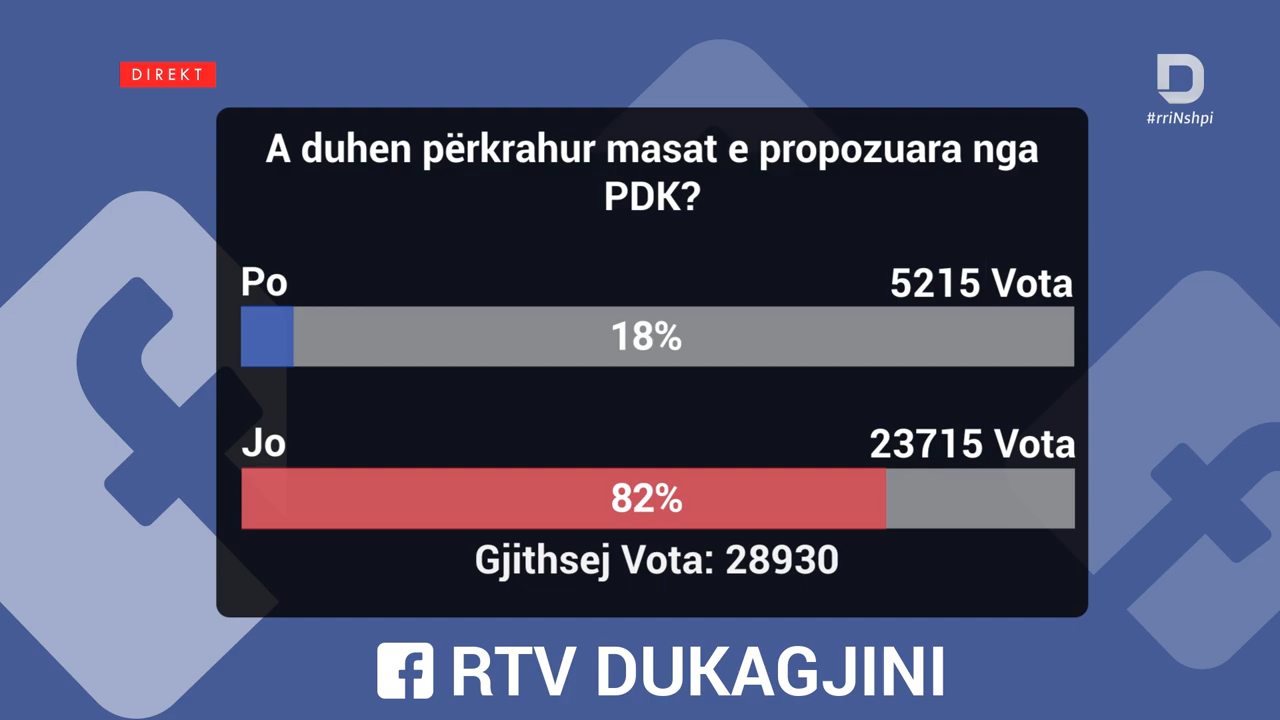 DIREKT
#rriNshpi
A duhen përkrahur masat e propozuara nga
PDK?
Po
5215 Vota
18%
Jo
23715 Vota
82%
Gjithsej Vota: 28930
RTV DUKAGJINI